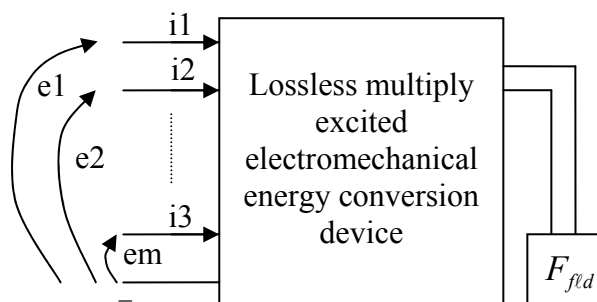 i1
i2
e1
e2
i3
em
Lossless multiply
excited
electromechanical
energy conversion
device
Ffℓd